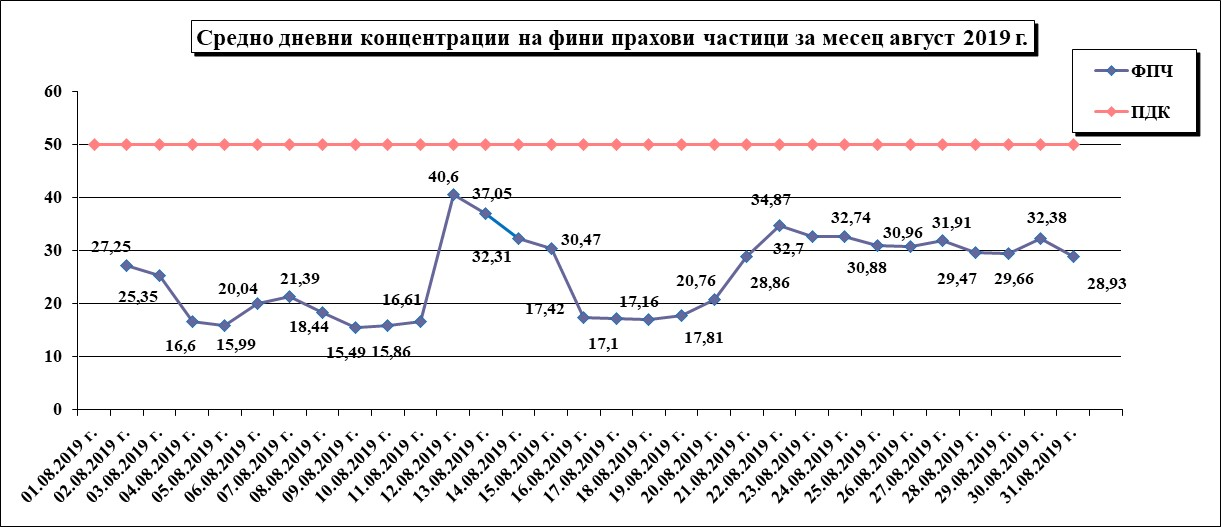 Средно дневни концентрации на фини прахови частици за месец август 2019 г.
ФПЧ
ПДК
60
50
40
30
20
10
0
27,25
25,35
16,6
15,99
20,04
21,39
18,44
15,49
15,86
16,61
40,6
37,05
32,31
30,47
17,42
17,1
17,16
17,81
20,76
28,86
34,87
32,7
32,74
30,88
30,96
31,91
29,47
29,66
32,38
28,93
01.08.2019 г.
02.08.2019 г.
03.08.2019 г.
04.08.2019 г.
05.08.2019 г.
06.08.2019 г.
07.08.2019 г.
08.08.2019 г.
09.08.2019 г.
10.08.2019 г.
11.08.2019 г.
12.08.2019 г.
13.08.2019 г.
14.08.2019 г.
15.08.2019 г.
16.08.2019 г.
17.08.2019 г.
18.08.2019 г.
19.08.2019 г.
20.08.2019 г.
21.08.2019 г.
22.08.2019 г.
23.08.2019 г.
24.08.2019 г.
25.08.2019 г.
26.08.2019 г.
27.08.2019 г.
28.08.2019 г.
29.08.2019 г.
30.08.2019 г.
31.08.2019 г.